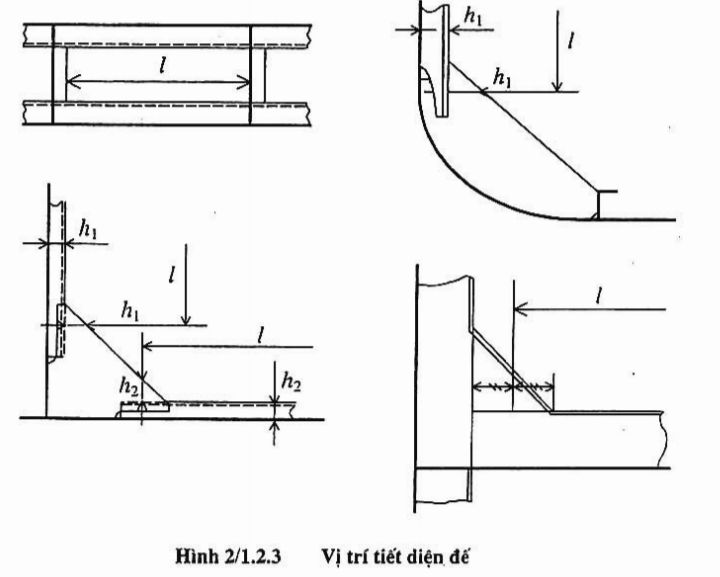 l
h₁
l
h₁
h₁
l
h₁
l
h₂
h₂
l
Hình 2/1.2.3 Vị trí tiết diện đế